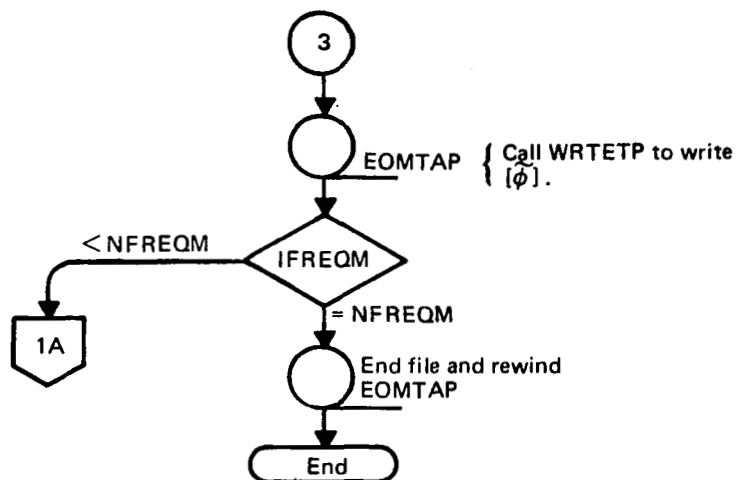 3
EOMTAP { Call WRTETP to write
[ϕ̃].
< NFREQM
IFREQM
= NFREQM
1A
End file and rewind
EOMTAP
End